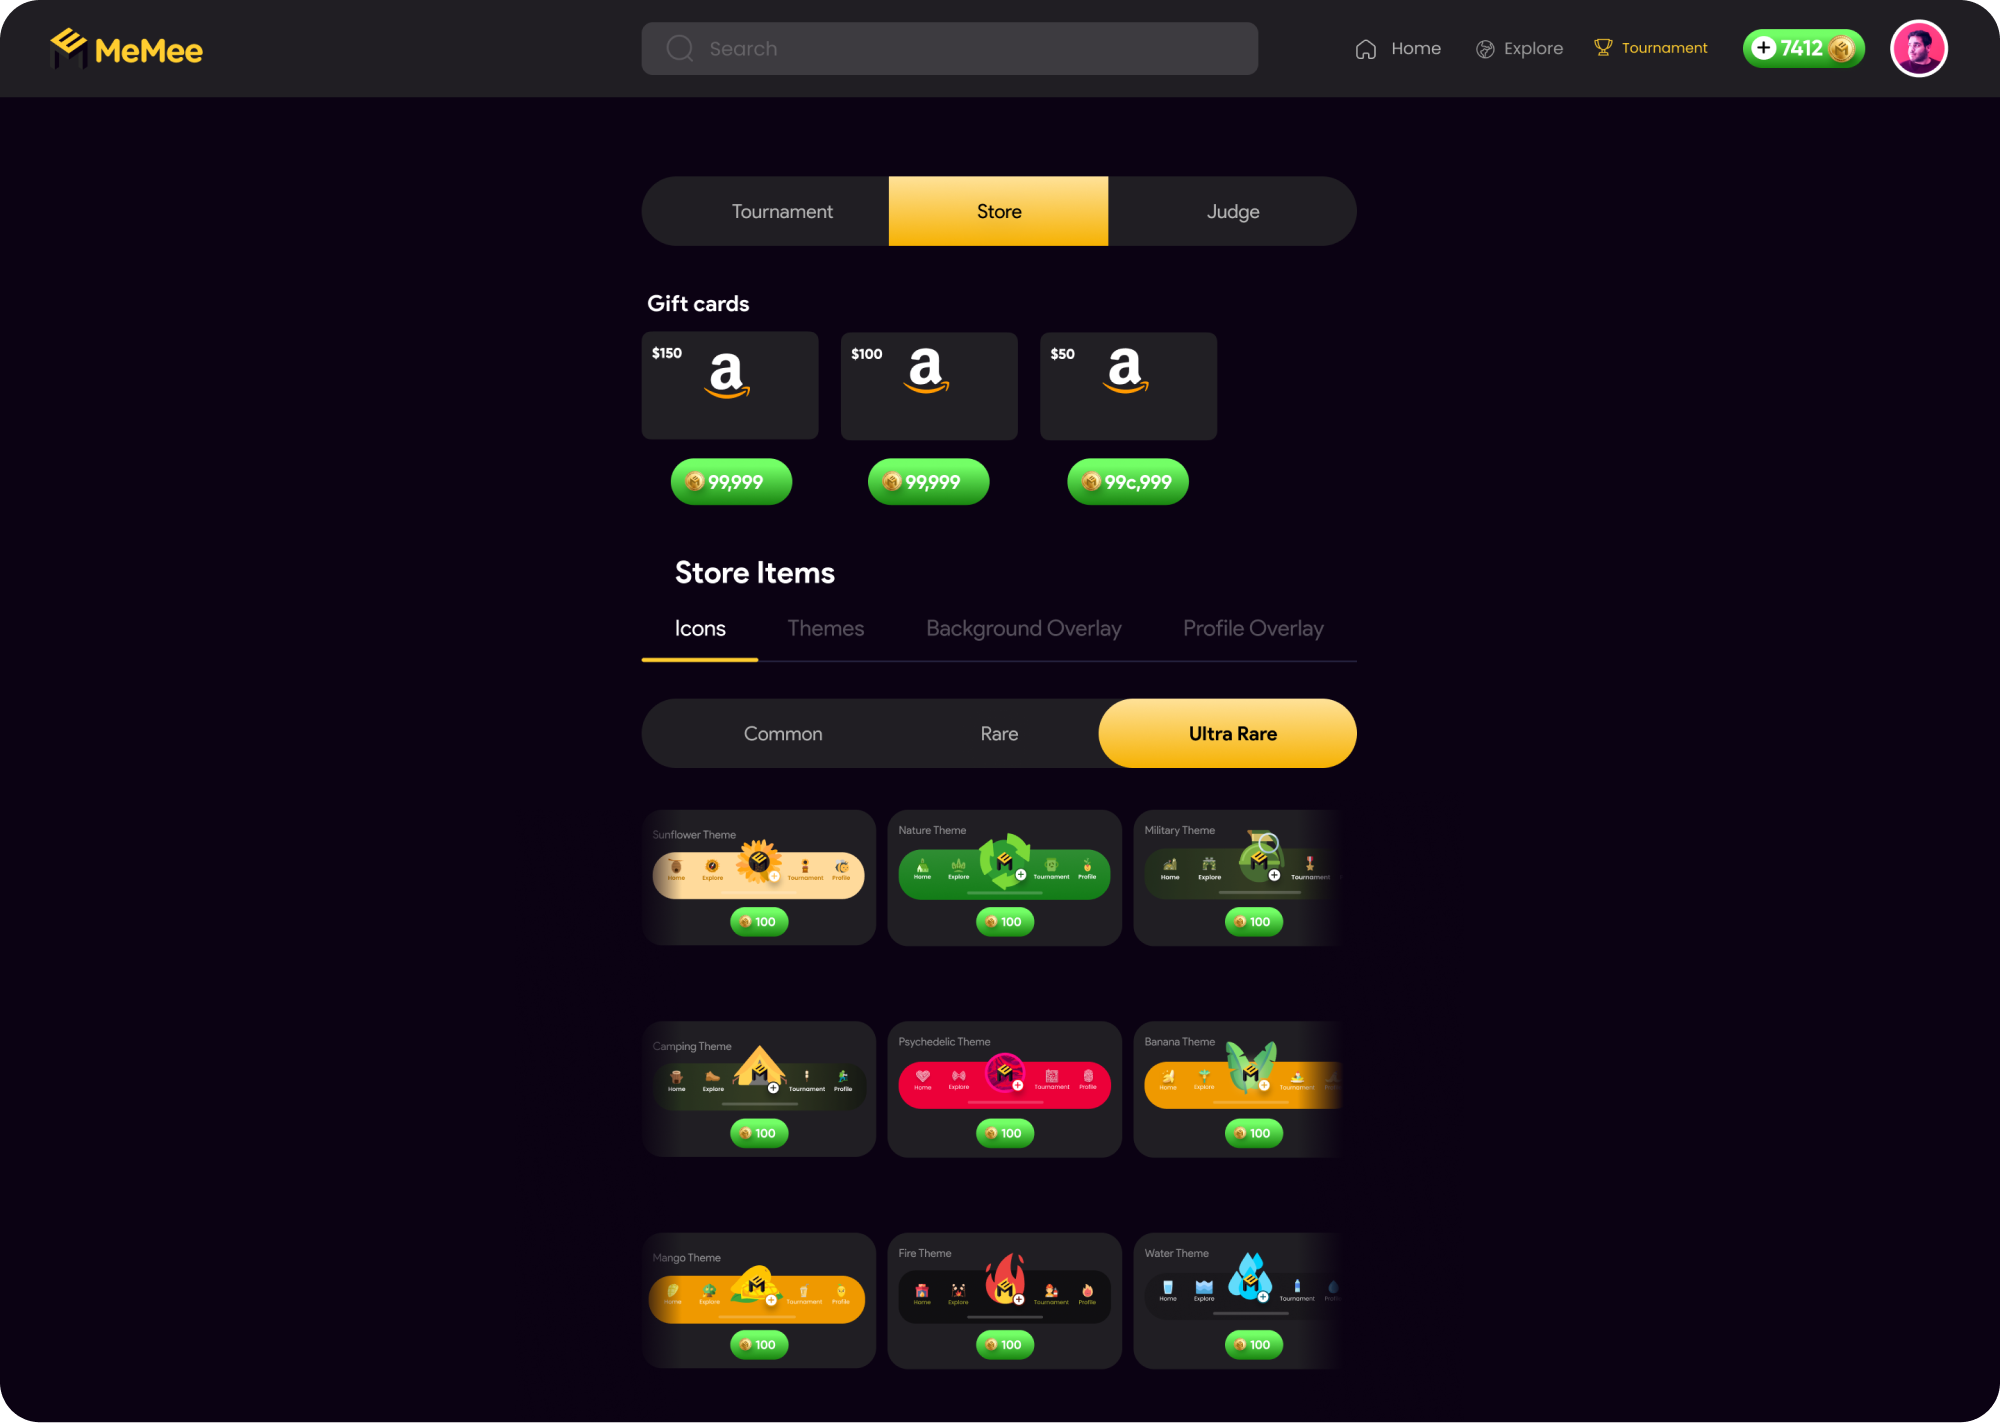 MeMee
Search
Home
Explore
Tournament
7412
Tournament
Store
Judge
Gift cards
$150
$100
$50
99,999
99,999
99c,999
Store Items
Icons
Themes
Background Overlay
Profile Overlay
Common
Rare
Ultra Rare
Sunflower Theme
Home
Explore
Tournament
Profile
100
Nature Theme
Home
Explore
Tournament
Profile
100
Military Theme
Home
Explore
Tournament
100
Camping Theme
Home
Explore
Tournament
Profile
100
Psychedelic Theme
Home
Explore
Tournament
Profile
100
Banana Theme
Home
Explore
Tournament
100
Mango Theme
Home
Explore
Tournament
Profile
100
Fire Theme
Home
Explore
Tournament
Profile
100
Water Theme
Home
Explore
Tournament
100